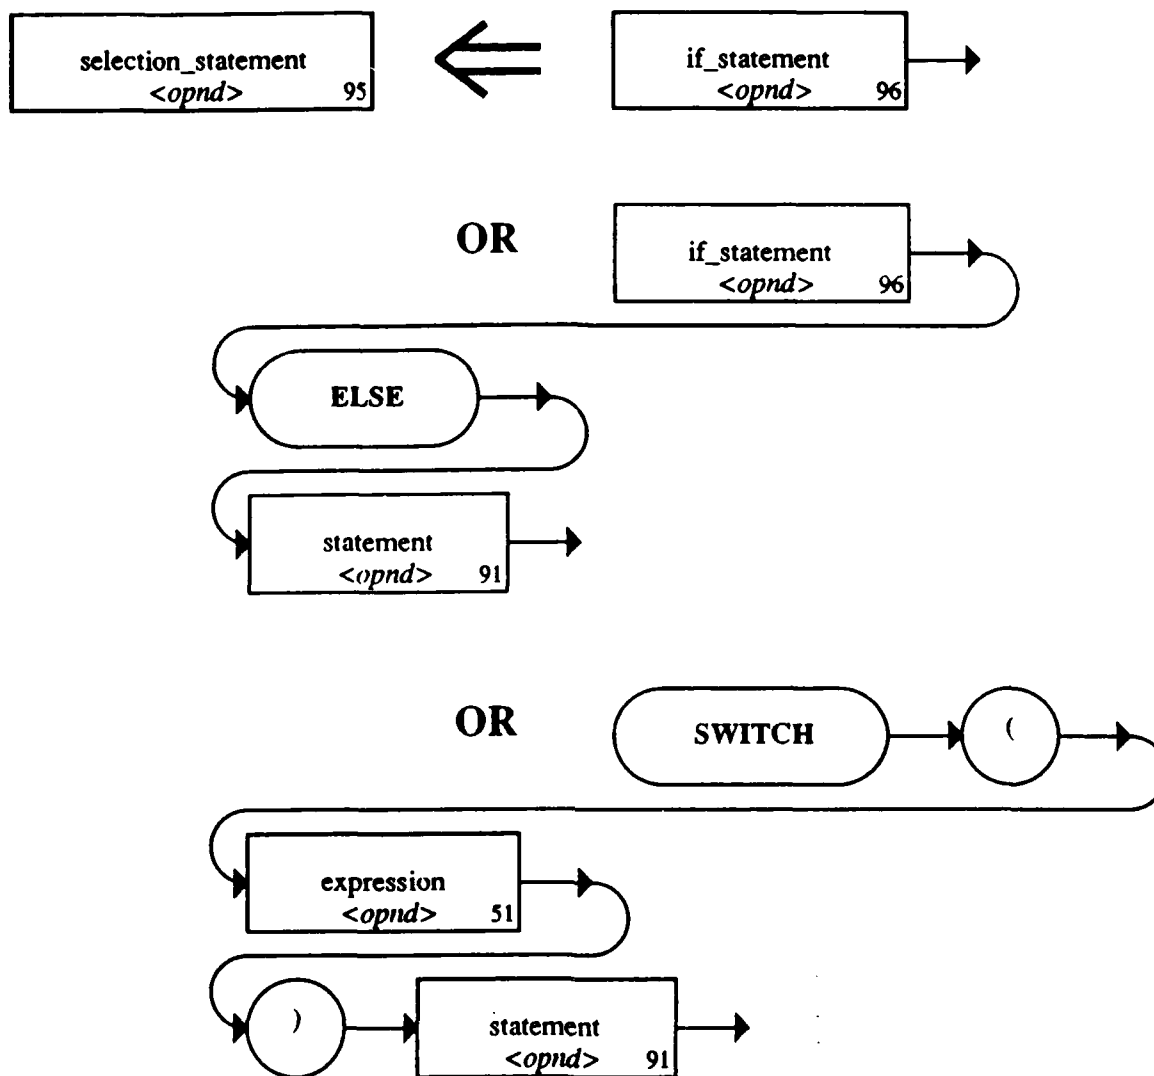 selection_statement
<opnd> 95
if_statement
<opnd> 96
OR
if_statement
<opnd> 96
ELSE
statement
<opnd> 91
OR
SWITCH
(
expression
<opnd> 51
)
statement
<opnd> 91